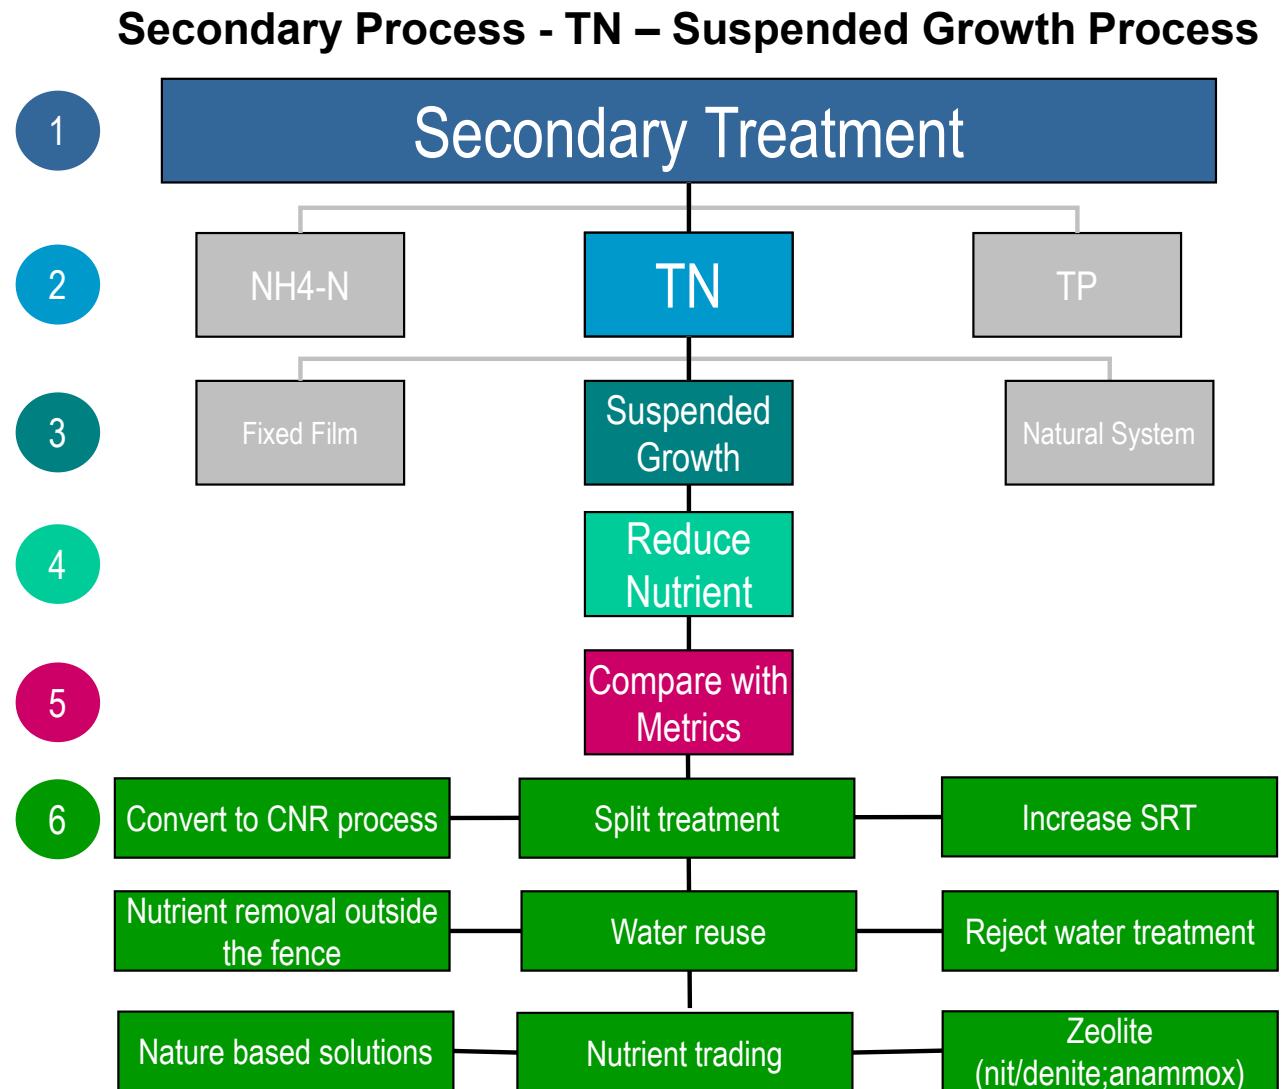 Secondary Process - TN – Suspended Growth Process
1
Secondary Treatment
2
NH4-N
TN
TP
3
Fixed Film
Suspended
Growth
Natural System
4
Reduce
Nutrient
5
Compare with
Metrics
6
Convert to CNR process
Split treatment
Increase SRT
Nutrient removal outside
the fence
Water reuse
Reject water treatment
Nature based solutions
Nutrient trading
Zeolite
(nit/denite;anammox)